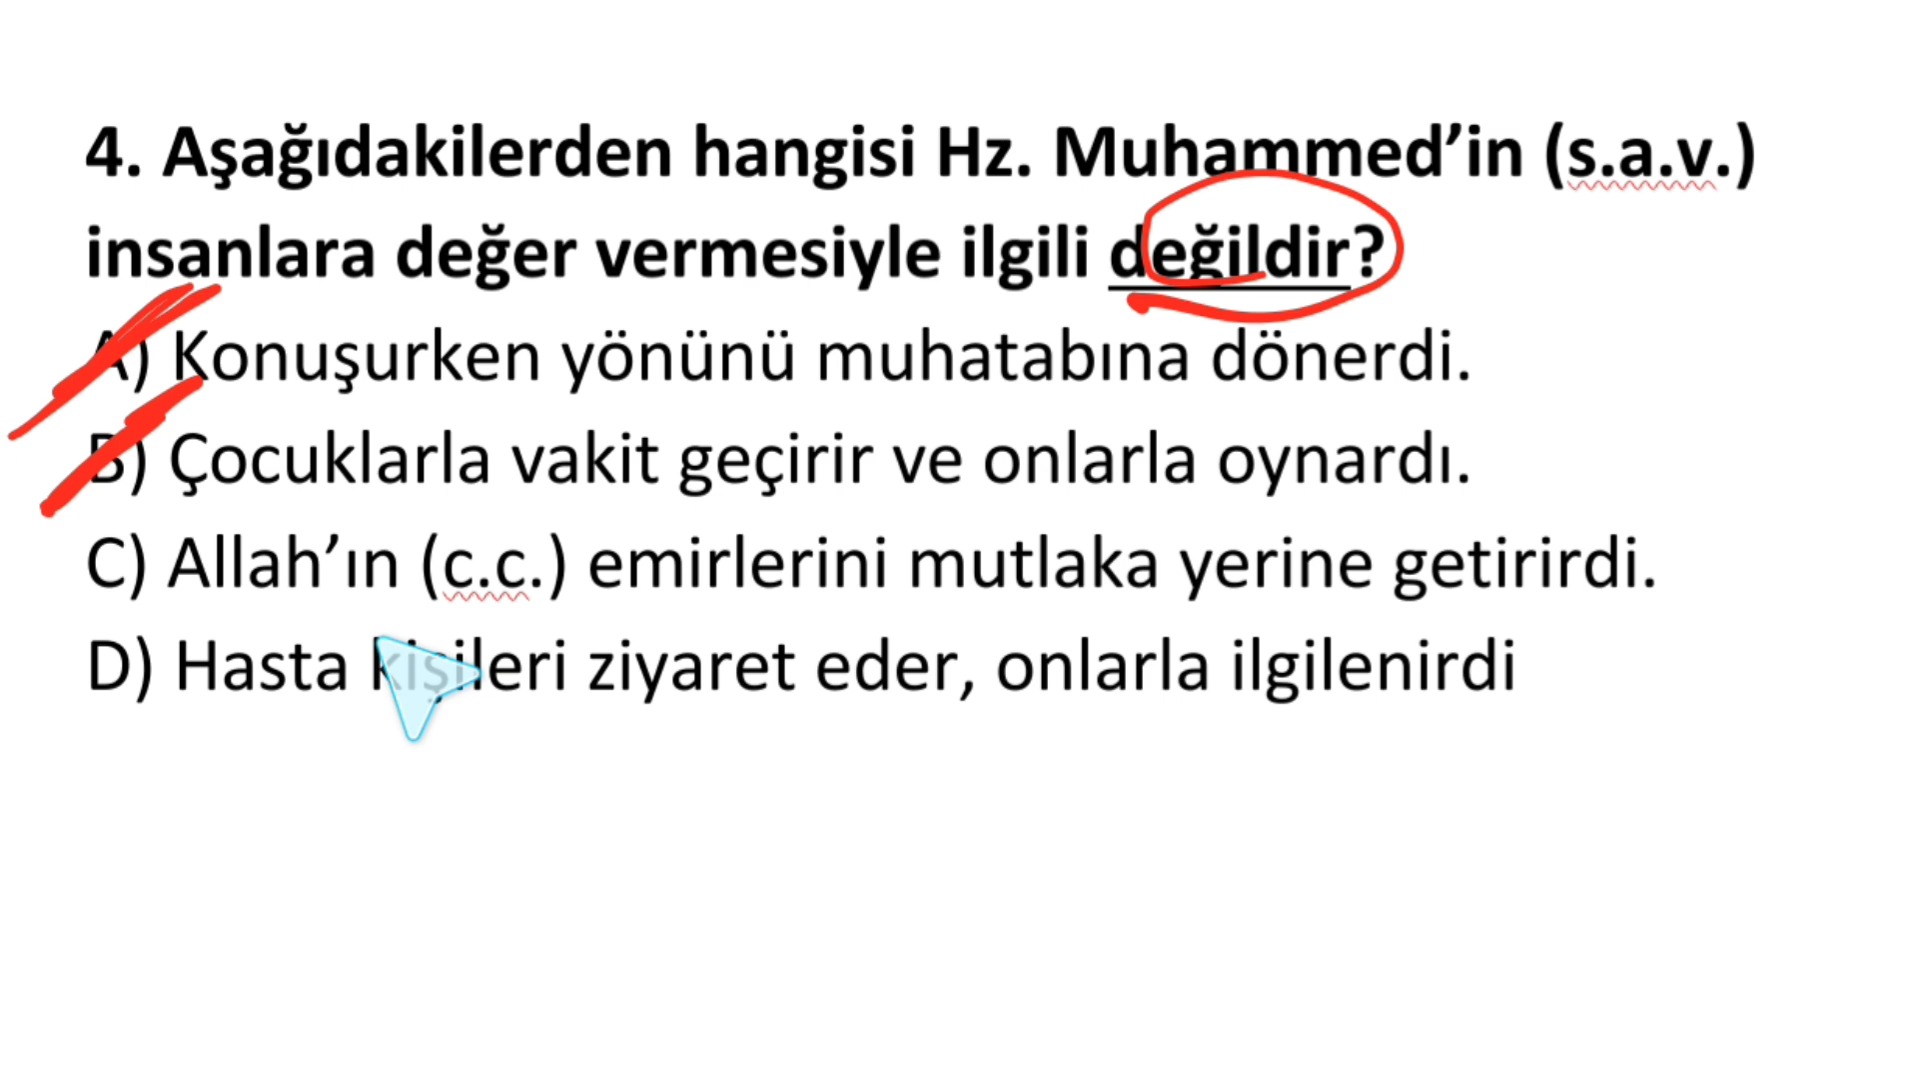 4. Aşağıdakilerden hangisi Hz. Muhammed’in (s.a.v.)
insanlara değer vermesiyle ilgili değildir?
A) Konuşurken yönünü muhatabına dönerdi.
B) Çocuklarla vakit geçirir ve onlarla oynardı.
C) Allah’ın (c.c.) emirlerini mutlaka yerine getirirdi.
D) Hasta kişileri ziyaret eder, onlarla ilgilenirdi